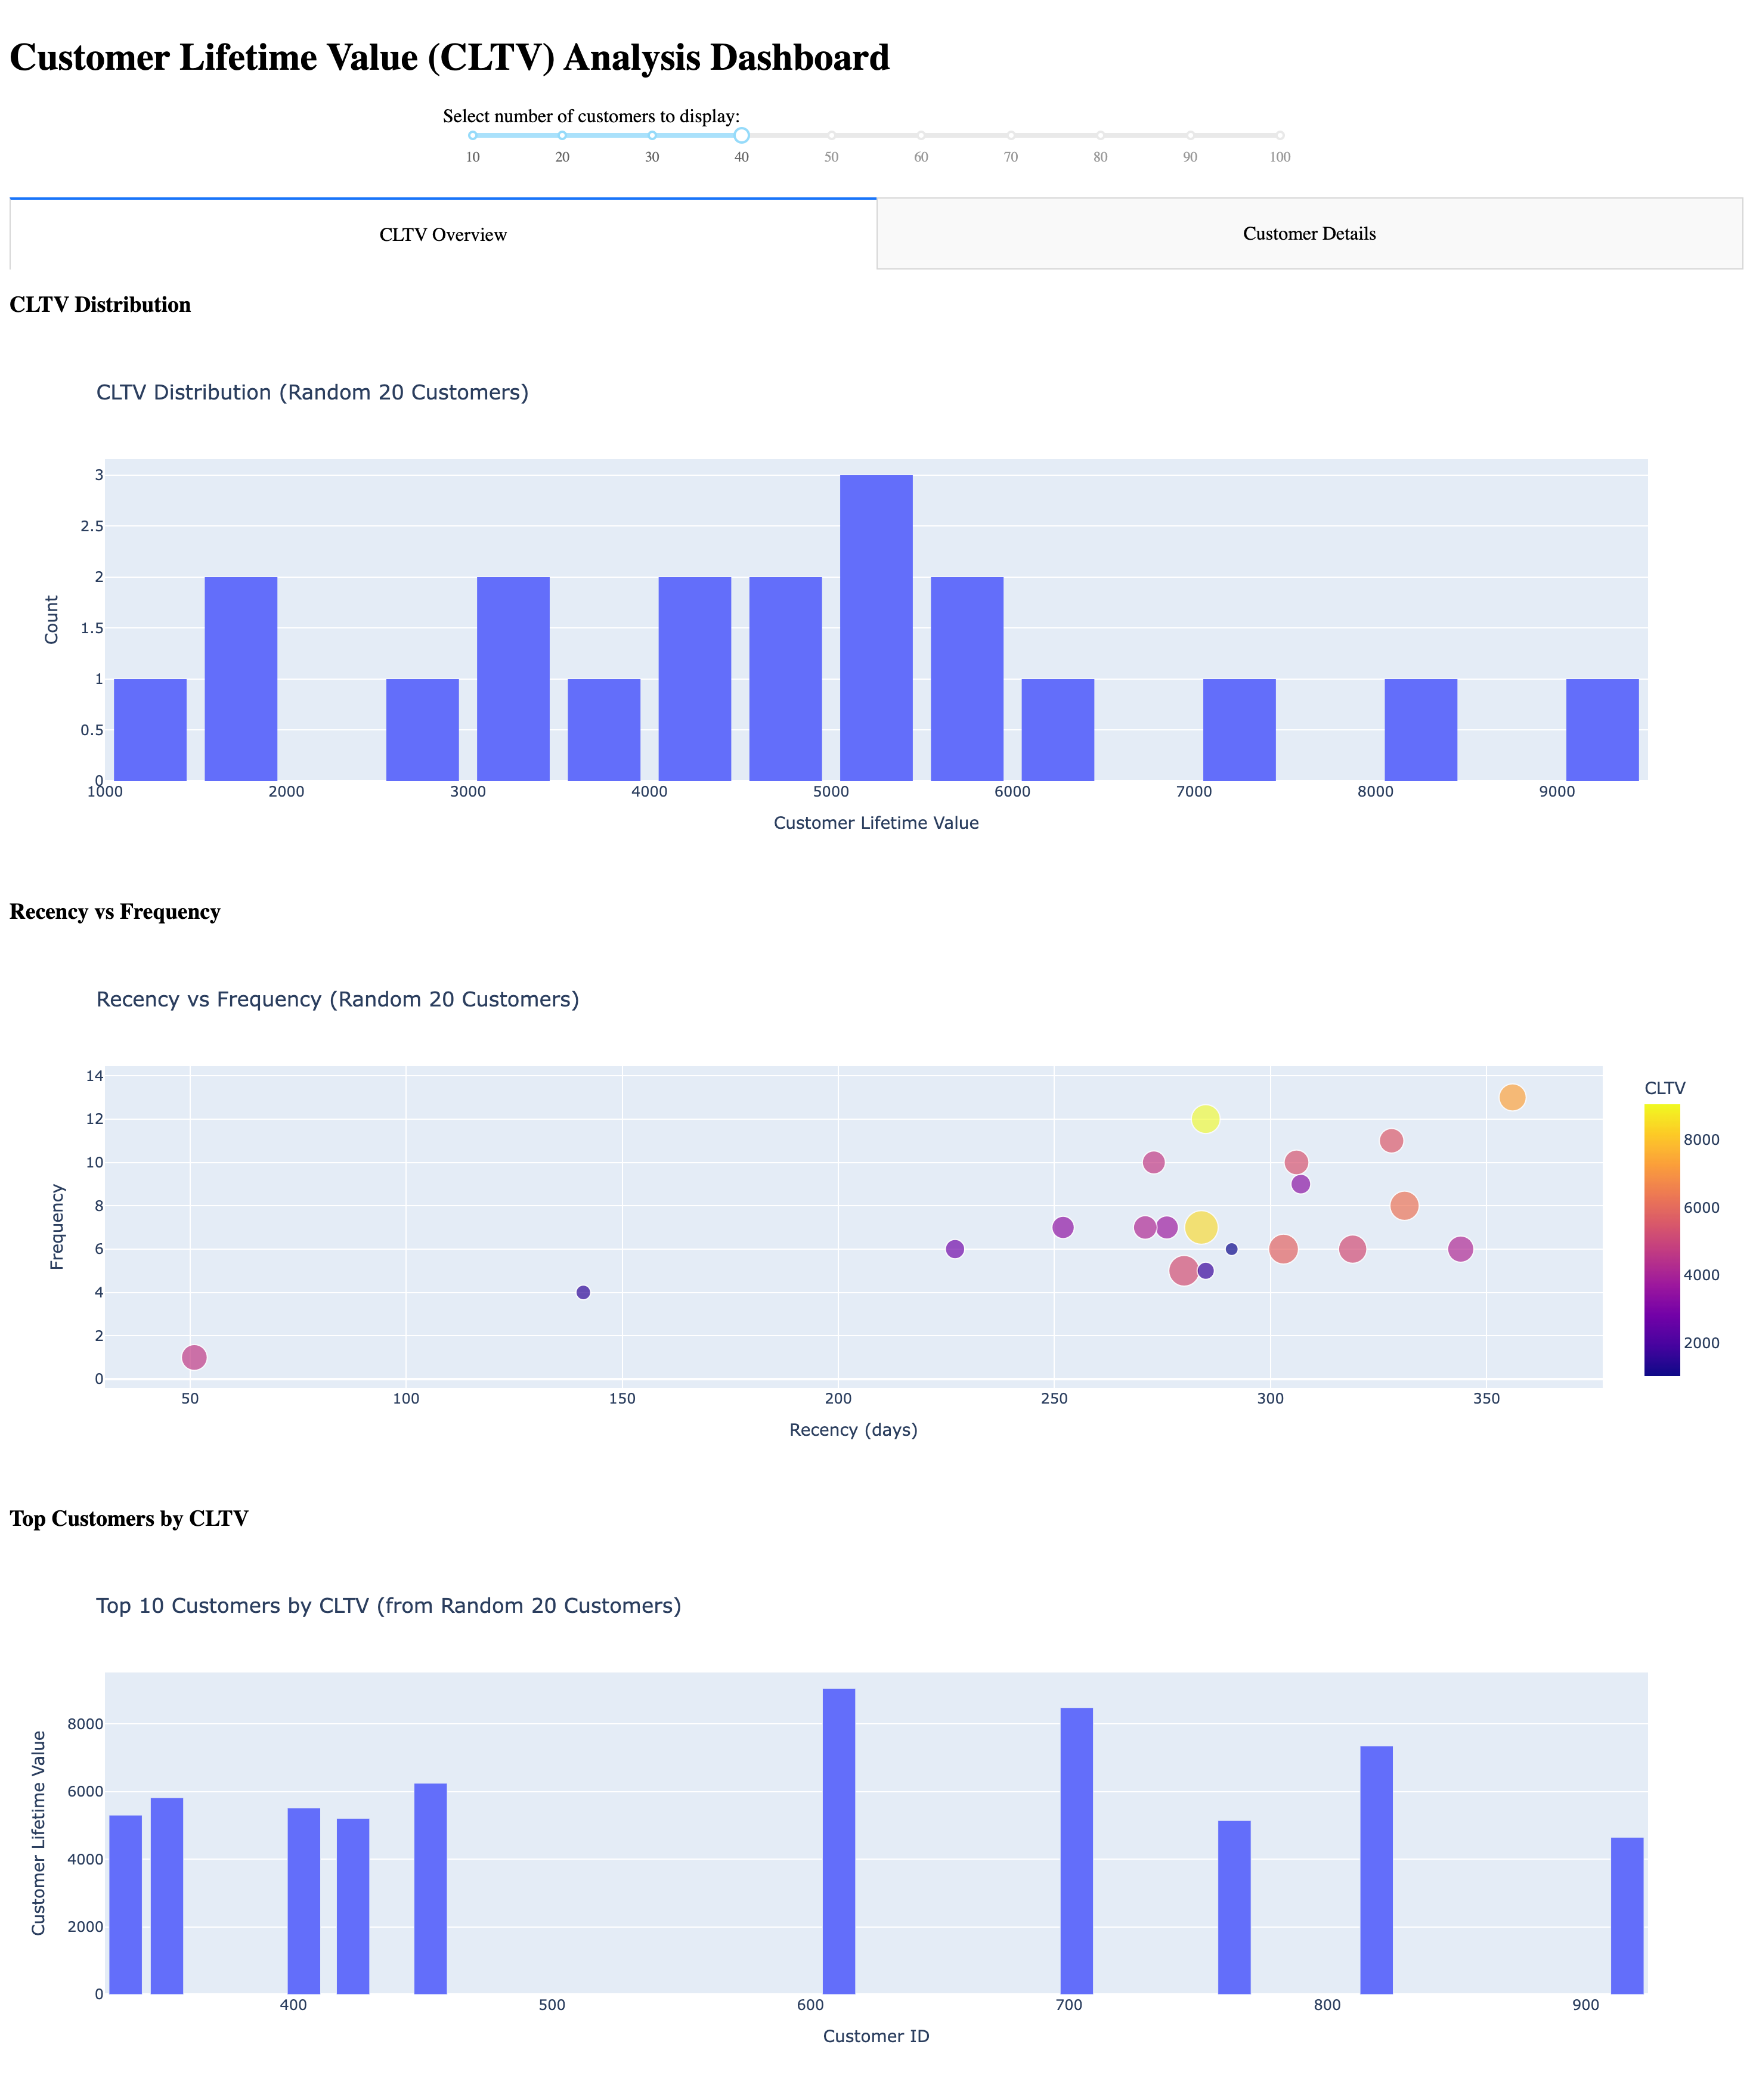 Customer Lifetime Value (CLTV) Analysis Dashboard
Select number of customers to display:
10 20 30 40 50 60 70 80 90 100
CLTV Overview Customer Details
CLTV Distribution
CLTV Distribution (Random 20 Customers)
3
2.5
2
1.5
1
0.5
0
Count
1000 2000 3000 4000 5000 6000 7000 8000 9000
Customer Lifetime Value
Recency vs Frequency
Recency vs Frequency (Random 20 Customers)
14
12
10
8
6
4
2
0
Frequency
50 100 150 200 250 300 350
Recency (days)
CLTV
8000
6000
4000
2000
Top Customers by CLTV
Top 10 Customers by CLTV (from Random 20 Customers)
8000
6000
4000
2000
0
Customer Lifetime Value
400 500 600 700 800 900
Customer ID